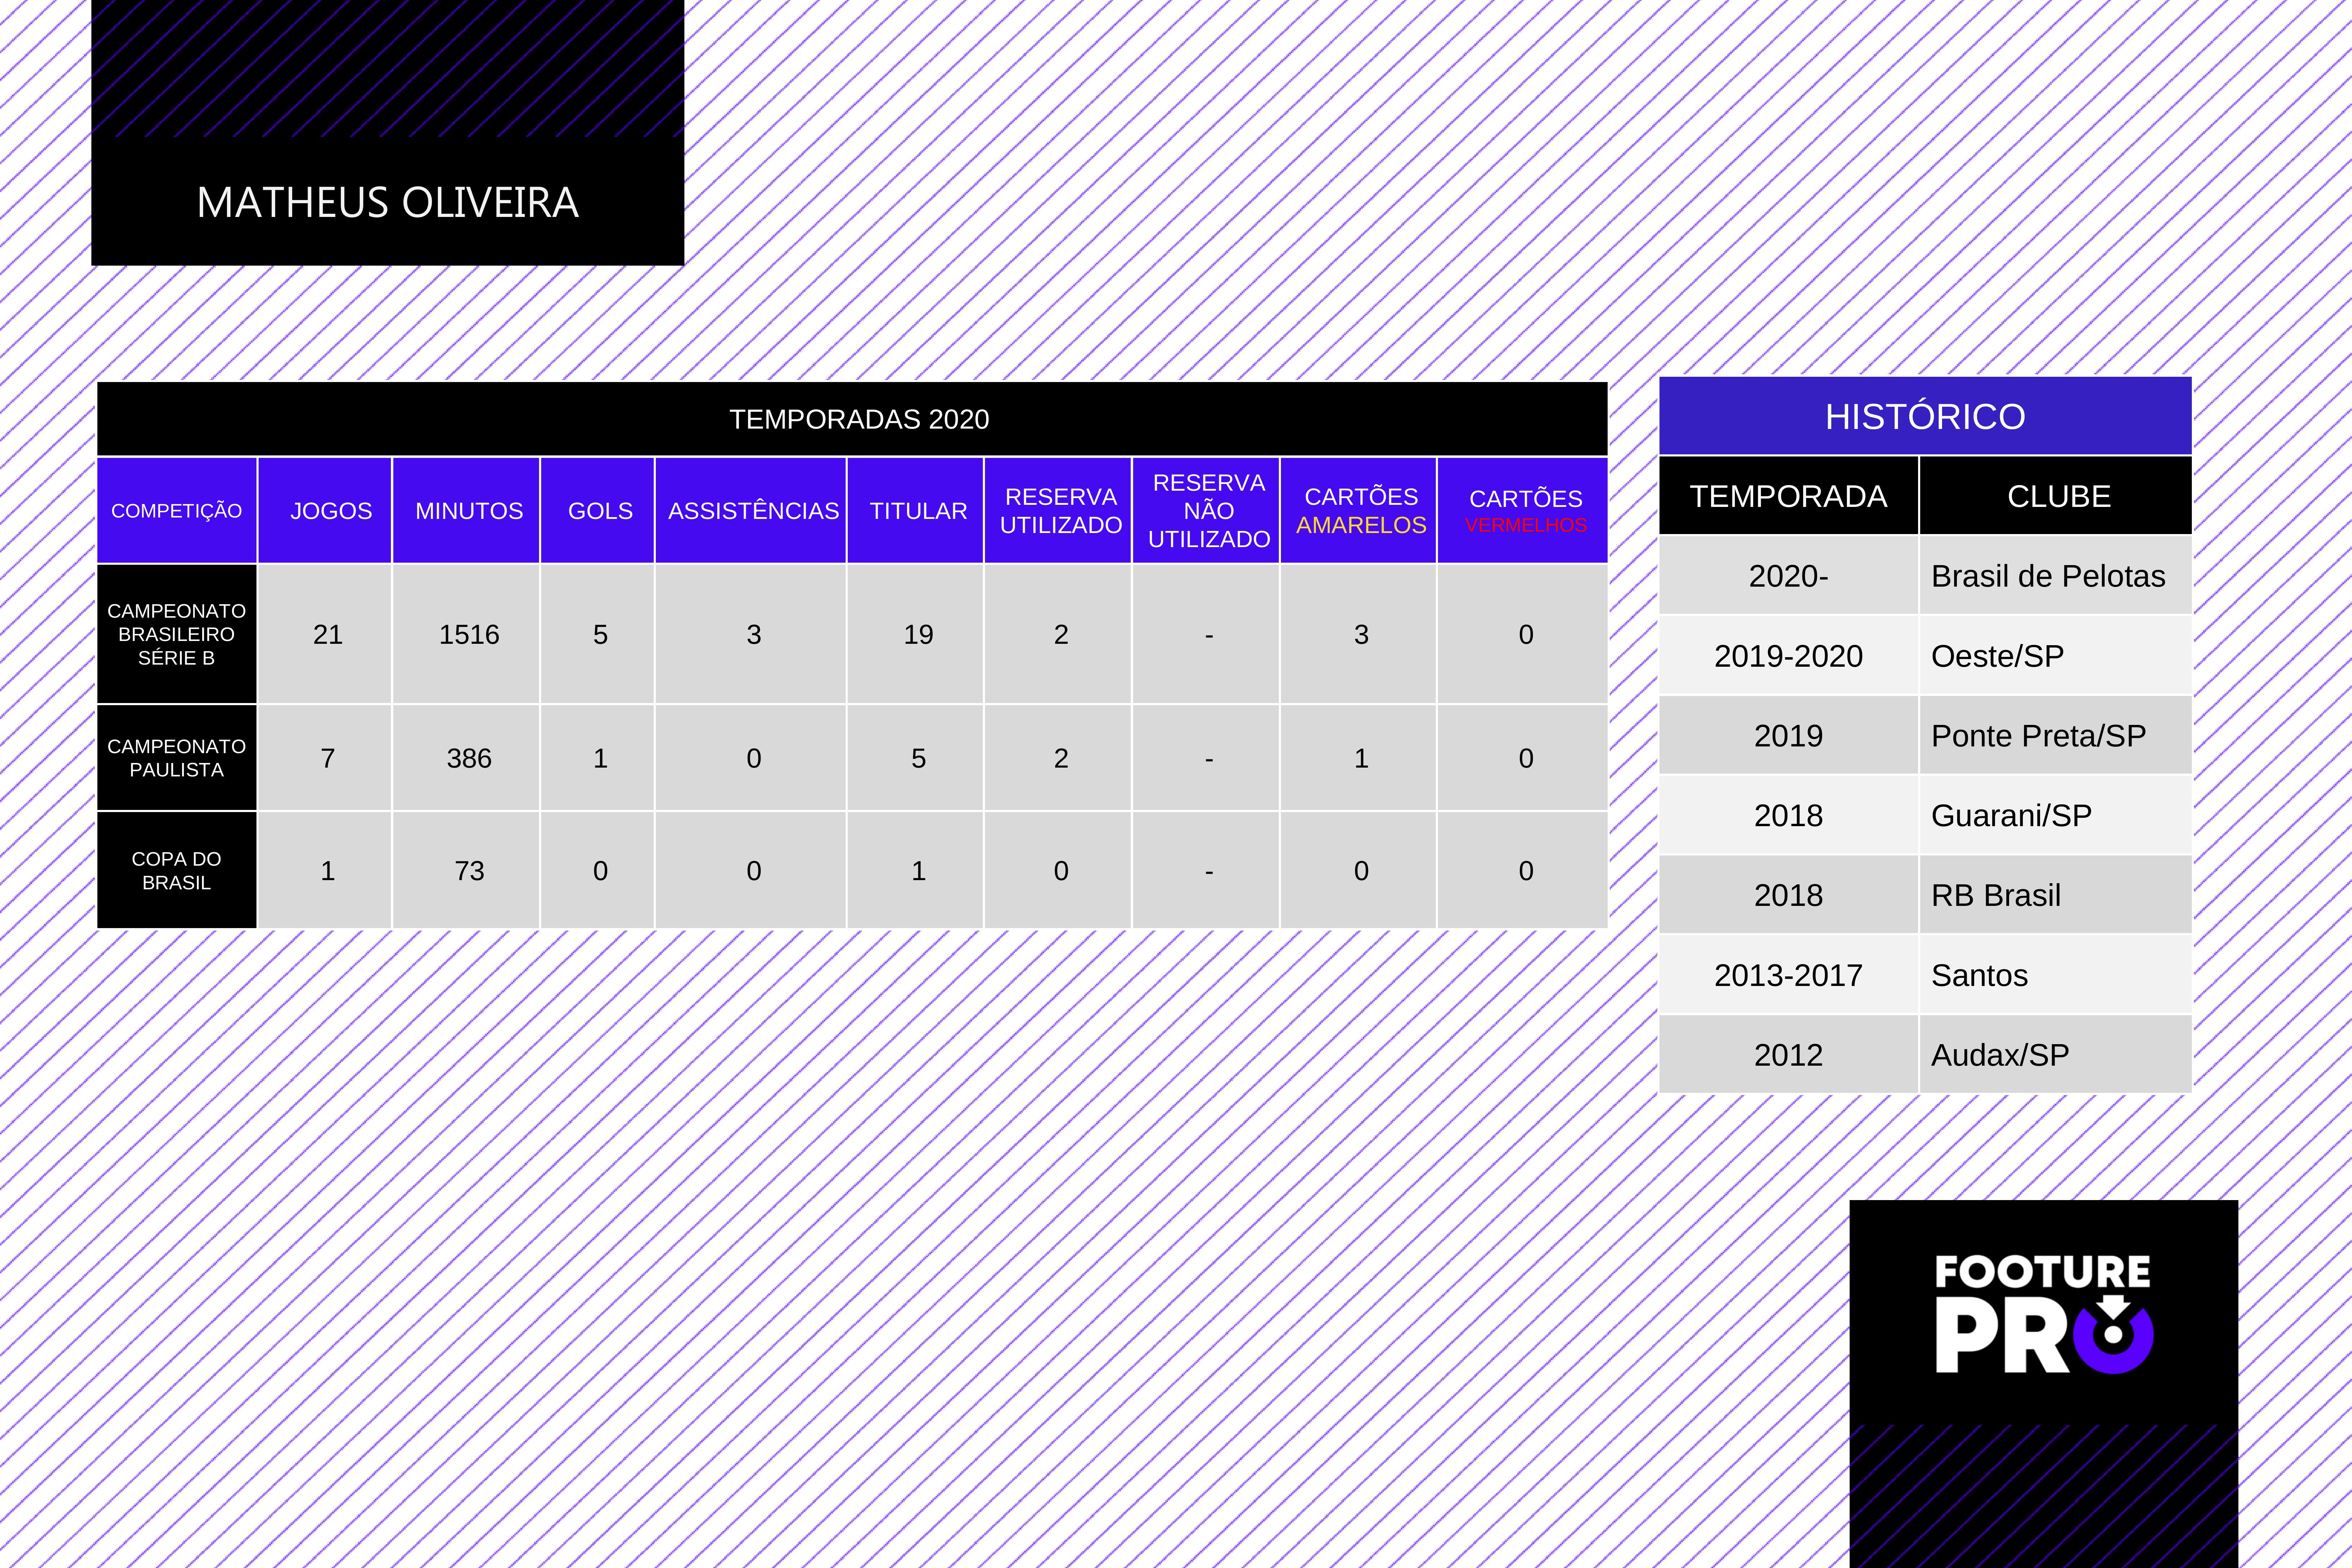 MATHEUS OLIVEIRA
TEMPORADAS 2020
COMPETIÇÃO JOGOS MINUTOS GOLS ASSISTÊNCIAS TITULAR RESERVA UTILIZADO RESERVA NÃO UTILIZADO CARTÕES AMARELOS CARTÕES VERMELHOS
CAMPEONATO BRASILEIRO SÉRIE B 21 1516 5 3 19 2 - 3 0
CAMPEONATO PAULISTA 7 386 1 0 5 2 - 1 0
COPA DO BRASIL 1 73 0 0 1 0 - 0 0
HISTÓRICO
TEMPORADA CLUBE
2020- Brasil de Pelotas
2019-2020 Oeste/SP
2019 Ponte Preta/SP
2018 Guarani/SP
2018 RB Brasil
2013-2017 Santos
2012 Audax/SP
FOOTURE
PRO